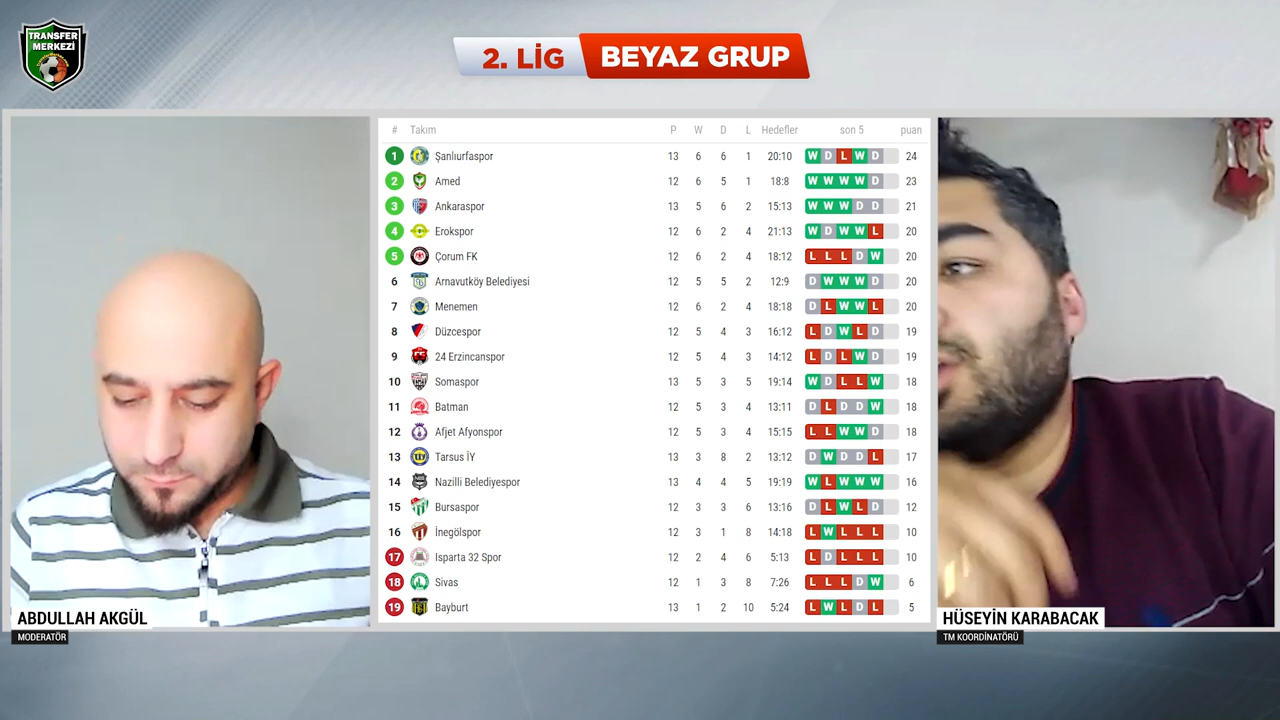 TRANSFER
MERKEZİ
2. LİG BEYAZ GRUP
# Takım P W D L Hedefler son 5 puan
1 Şanlıurfaspor 13 6 6 1 20:10 W D L W D 24
2 Amed 12 6 5 1 18:8 W W W W D 23
3 Ankaraspor 13 5 6 2 15:13 W W W D D 21
4 Erokspor 12 6 2 4 21:13 W D W W L 20
5 Çorum FK 12 6 2 4 18:12 L L L D W 20
6 Arnavutköy Belediyesi 12 5 5 2 12:9 D W W W D 20
7 Menemen 12 6 2 4 18:18 D L W W L 20
8 Düzcespor 12 5 4 3 16:12 L D W L D 19
9 24 Erzincanspor 12 5 4 3 14:12 L D L W D 19
10 Somaspor 13 5 3 5 19:14 W D L L W 18
11 Batman 12 5 3 4 13:11 D L D D W 18
12 Afjet Afyonspor 12 5 3 4 15:15 L L W W D 18
13 Tarsus İY 13 3 8 2 13:12 D W D D L 17
14 Nazilli Belediyespor 13 4 4 5 19:19 W L W W W 16
15 Bursaspor 12 3 3 6 13:16 D L W L D 12
16 İnegölspor 12 3 1 8 14:18 L W L L L 10
17 Isparta 32 Spor 12 2 4 6 5:13 L D L L L 10
18 Sivas 12 1 3 8 7:26 L L L D W 6
19 Bayburt 13 1 2 10 5:24 L W L D L 5
ABDULLAH AKGÜL
MODERATÖR
HÜSEYİN KARABACAK
TM KOORDİNATÖRÜ